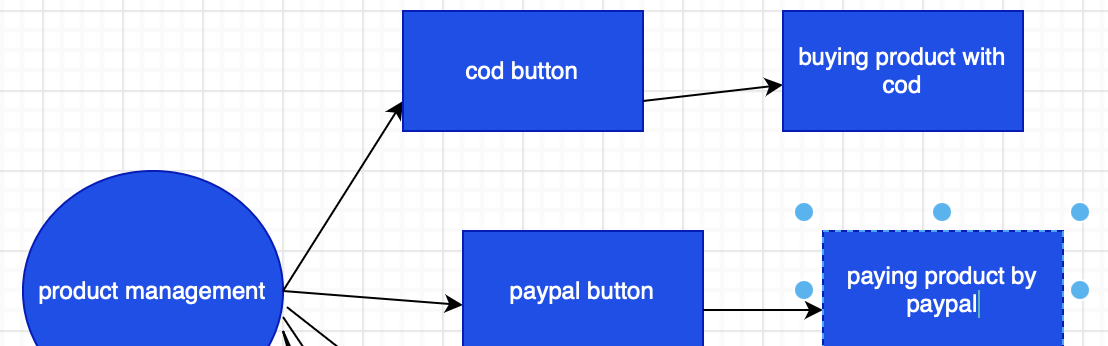 cod button
buying product with
cod
product management
paypal button
paying product by
paypal